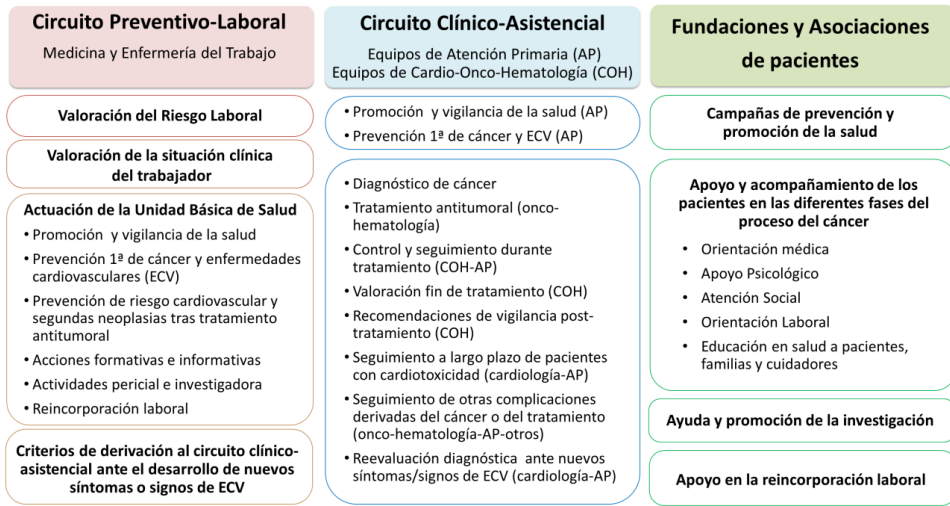 Circuito Preventivo-Laboral
Medicina y Enfermería del Trabajo
Valoración del Riesgo Laboral
Valoración de la situación clínica
del trabajador
Actuación de la Unidad Básica de Salud
• Promoción y vigilancia de la salud
• Prevención 1ª de cáncer y enfermedades
cardiovasculares (ECV)
• Prevención de riesgo cardiovascular y
segundas neoplasias tras tratamiento
antitumoral
• Acciones formativas e informativas
• Actividades pericial e investigadora
• Reincorporación laboral
Criterios de derivación al circuito clínico-
asistencial ante el desarrollo de nuevos
síntomas o signos de ECV
Circuito Clínico-Asistencial
Equipos de Atención Primaria (AP)
Equipos de Cardio-Onco-Hematología (COH)
• Promoción y vigilancia de la salud (AP)
• Prevención 1ª de cáncer y ECV (AP)
• Diagnóstico de cáncer
• Tratamiento antitumoral (onco-
hematología)
• Control y seguimiento durante
tratamiento (COH-AP)
• Valoración fin de tratamiento (COH)
• Recomendaciones de vigilancia post-
tratamiento (COH)
• Seguimiento a largo plazo de pacientes
con cardiotoxicidad (cardiología-AP)
• Seguimiento de otras complicaciones
derivadas del cáncer o del tratamiento
(onco-hematología-AP-otros)
• Reevaluación diagnóstica ante nuevos
síntomas/signos de ECV (cardiología-AP)
Fundaciones y Asociaciones
de pacientes
Campañas de prevención y
promoción de la salud
Apoyo y acompañamiento de los
pacientes en las diferentes fases del
proceso del cáncer
• Orientación médica
• Apoyo Psicológico
• Atención Social
• Orientación Laboral
• Educación en salud a pacientes,
familias y cuidadores
Ayuda y promoción de la investigación
Apoyo en la reincorporación laboral